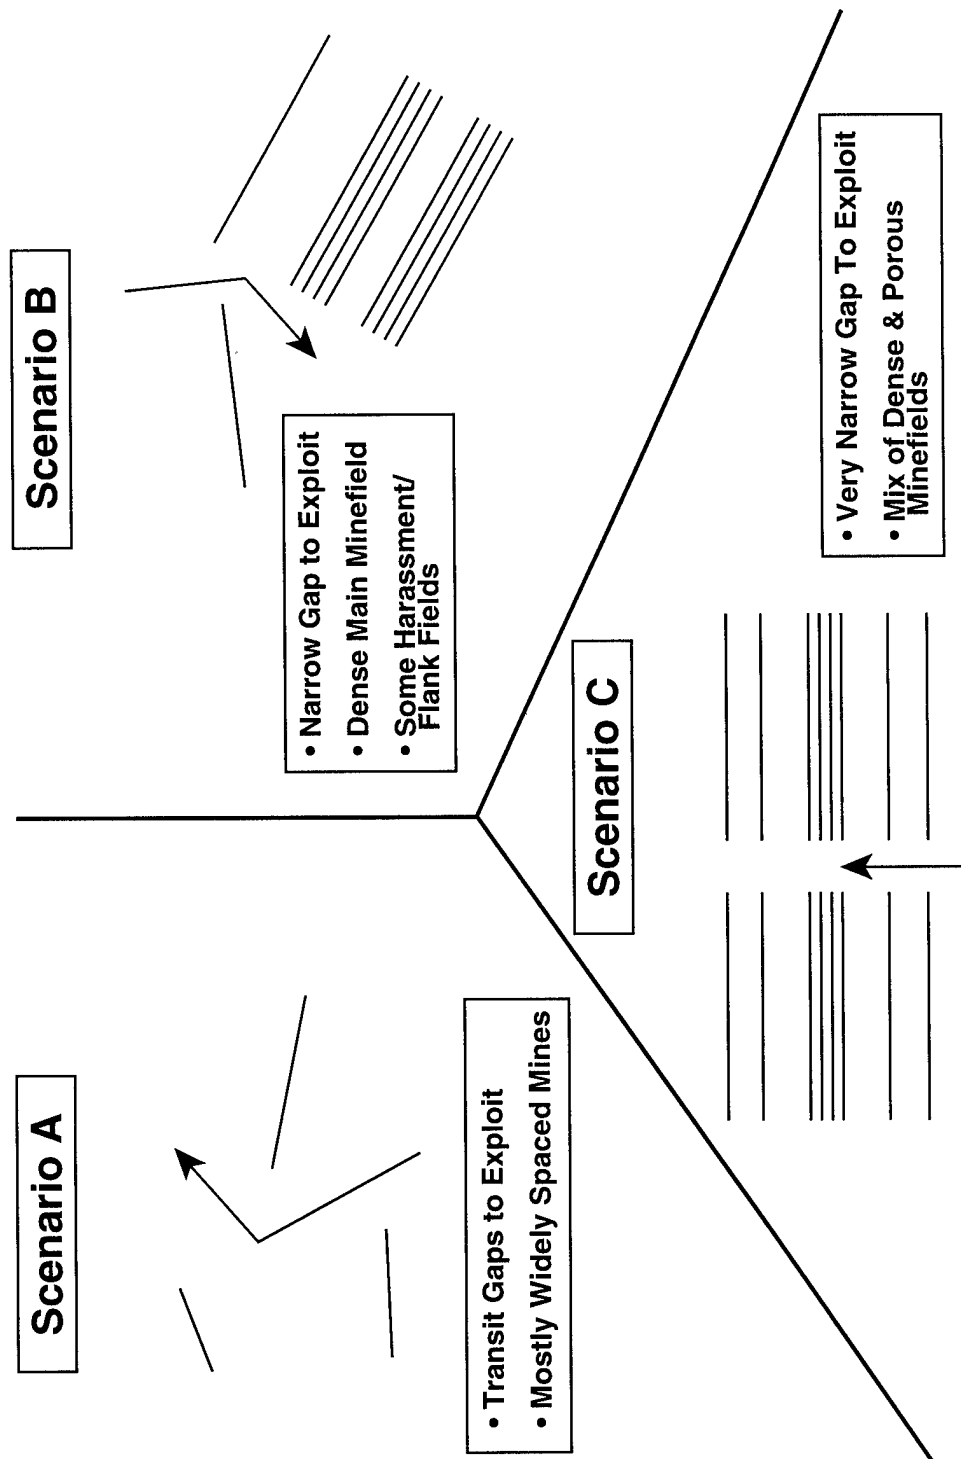 Scenario A
• Transit Gaps to Exploit
• Mostly Widely Spaced Mines
Scenario B
• Narrow Gap to Exploit
• Dense Main Minefield
• Some Harassment/
Flank Fields
Scenario C
• Very Narrow Gap To Exploit
• Mix of Dense & Porous
Minefields